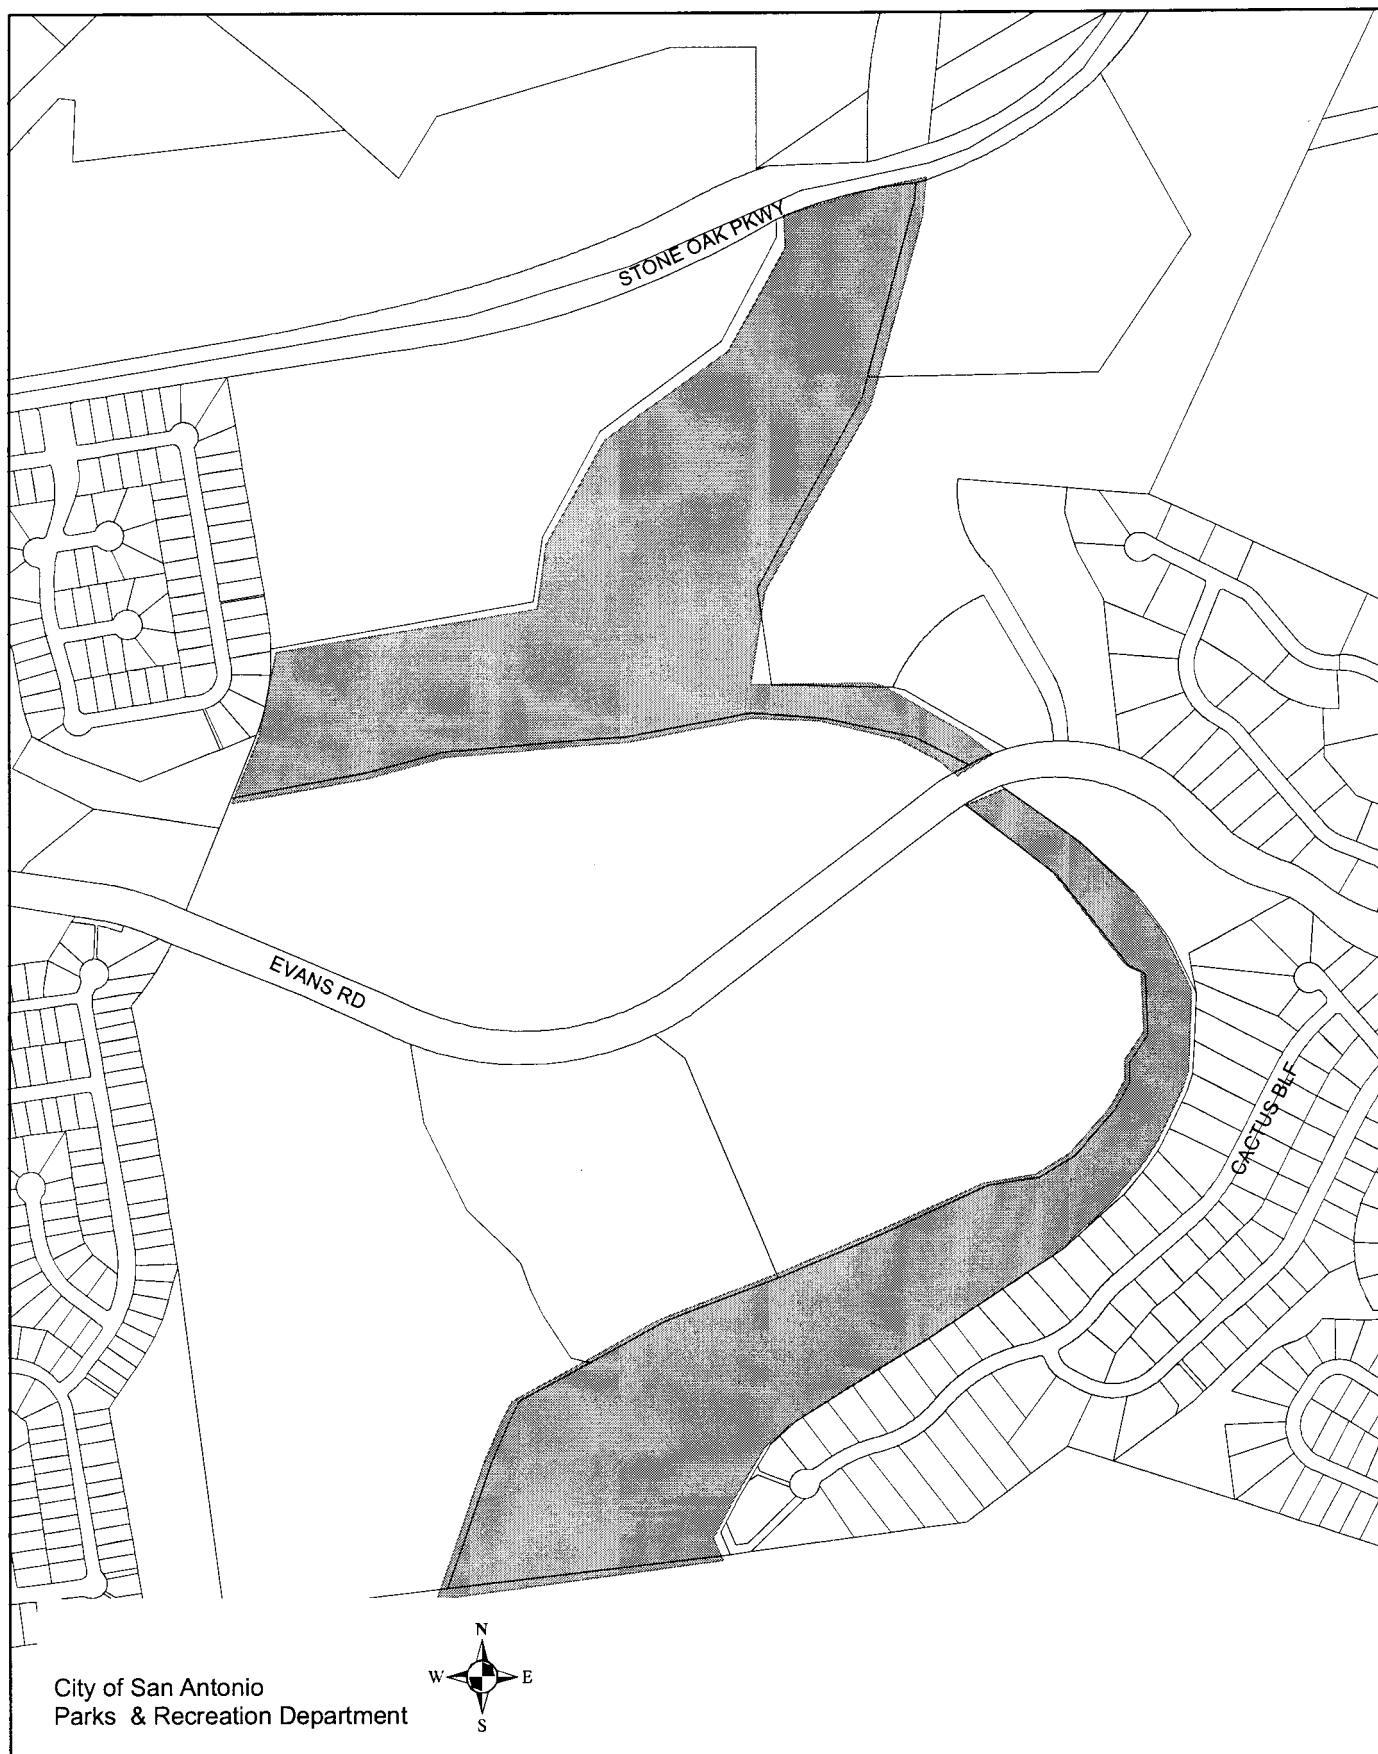 STONE OAK PKWY
EVANS RD
CACTUS BLF
N
W E
S
City of San Antonio
Parks & Recreation Department